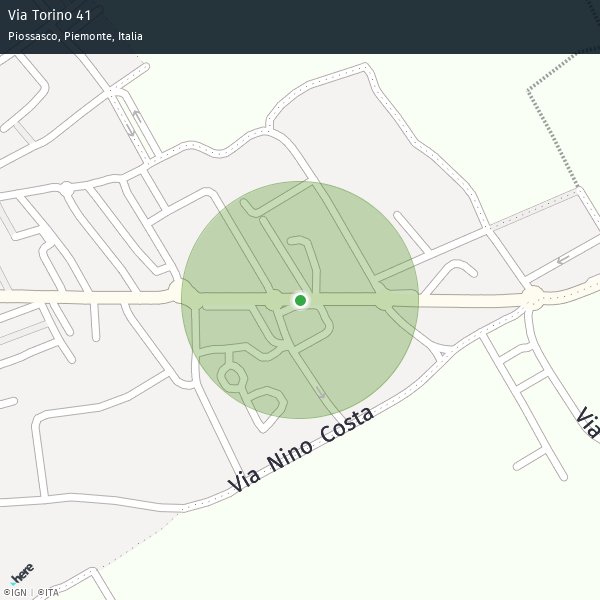 Via Torino 41
Piossasco, Piemonte, Italia
Via Nino Costa
Via
here
©IGN | ©ITA